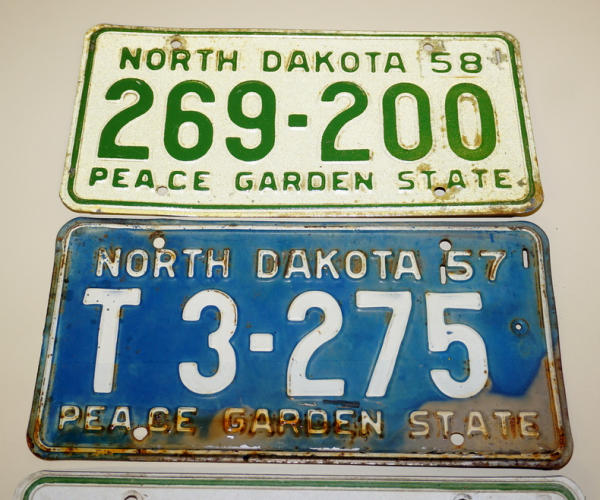 NORTH DAKOTA 58
269-200
PEACE GARDEN STATE
NORTH DAKOTA 57
T 3-275
PEACE GARDEN STATE